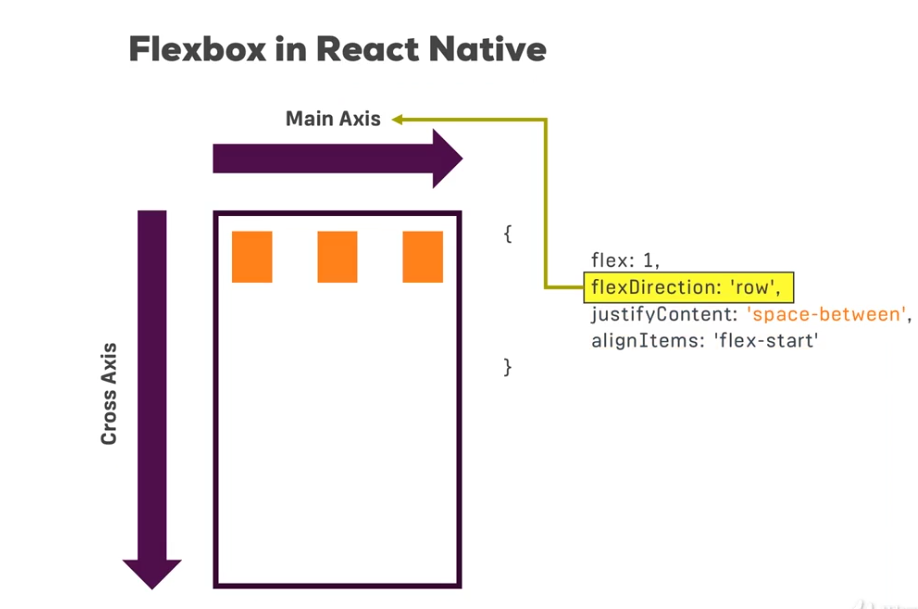 Flexbox in React Native
Main Axis
Cross Axis
{
flex: 1,
flexDirection: 'row',
justifyContent: 'space-between',
alignItems: 'flex-start'
}